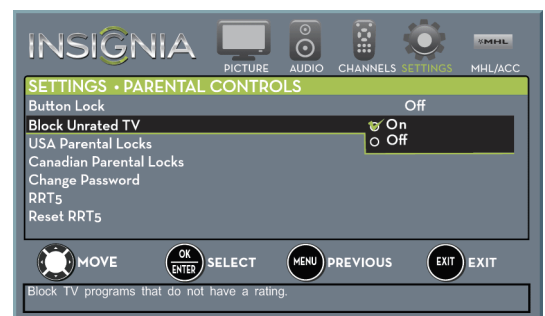 INSIGNIA
PICTURE AUDIO CHANNELS SETTINGS MHL/ACC
MHL
SETTINGS • PARENTAL CONTROLS
Button Lock Off
Block Unrated TV On
Off
USA Parental Locks
Canadian Parental Locks
Change Password
RRT5
Reset RRT5
MOVE OK ENTER SELECT MENU PREVIOUS EXIT EXIT
Block TV programs that do not have a rating.